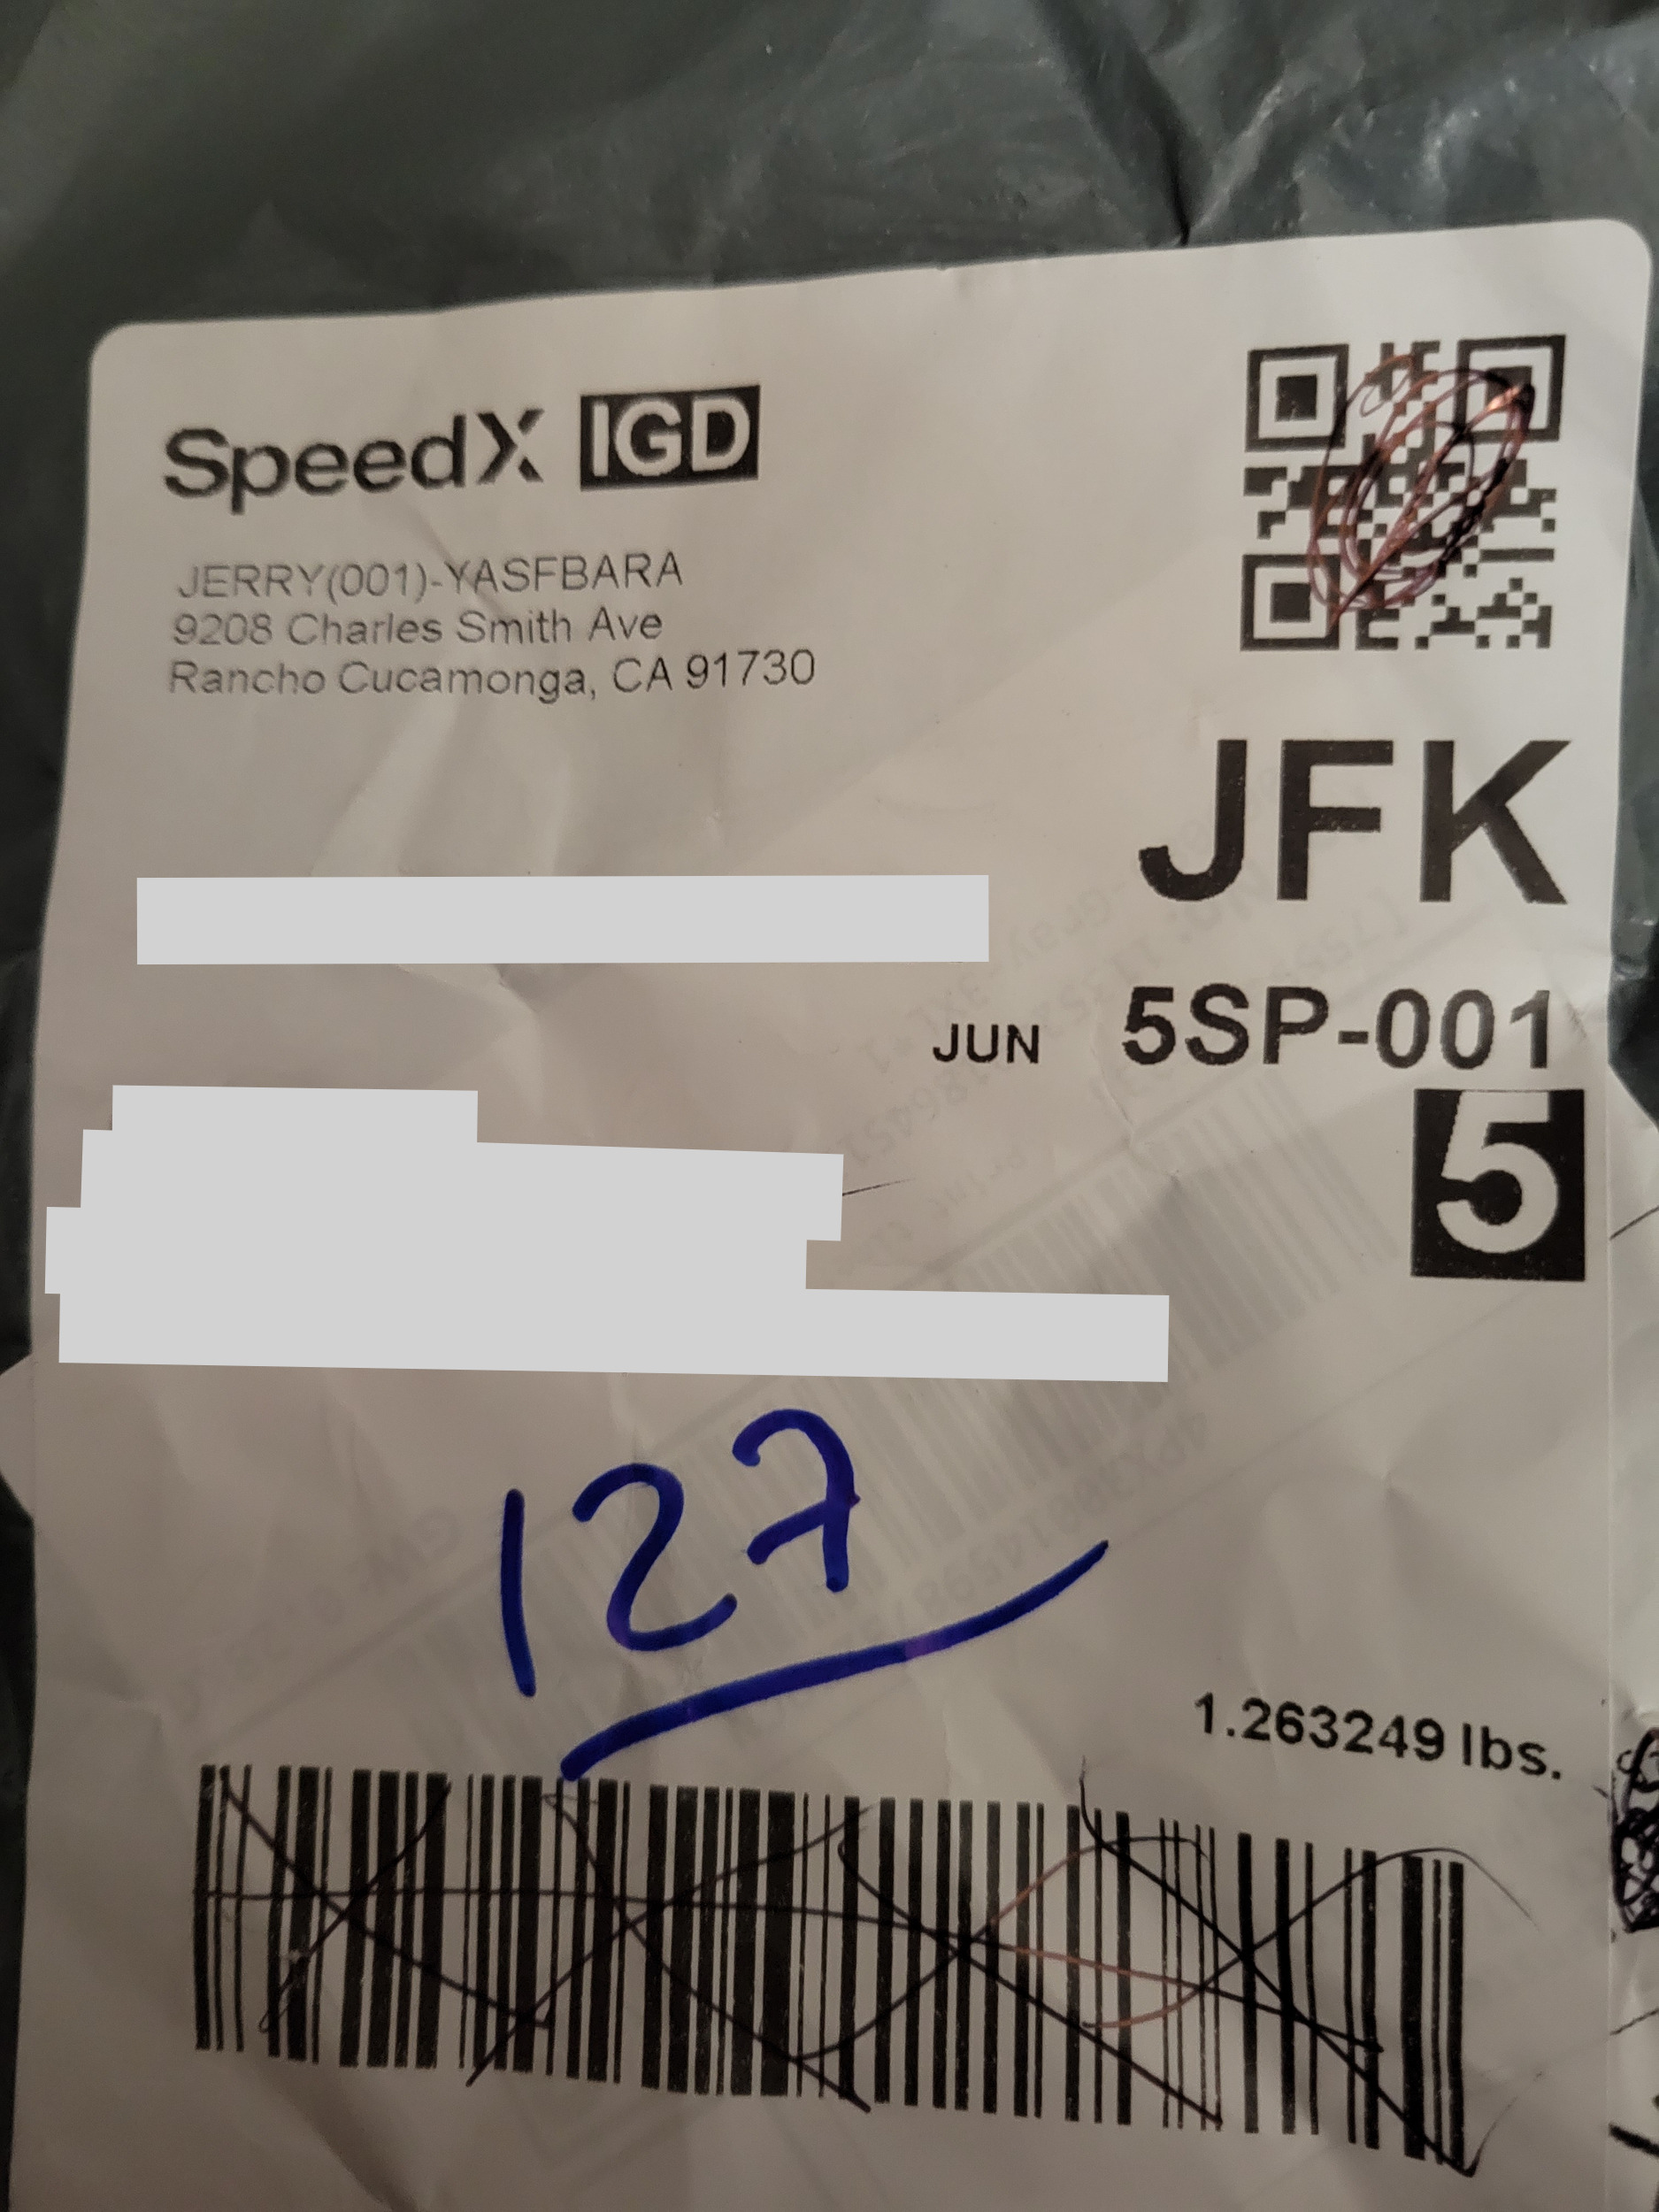 SpeedX IGD
JERRY(001)-YASFBARA
9208 Charles Smith Ave
Rancho Cucamonga, CA 91730
JFK
JUN 5SP-001
5
127
1.263249 lbs.